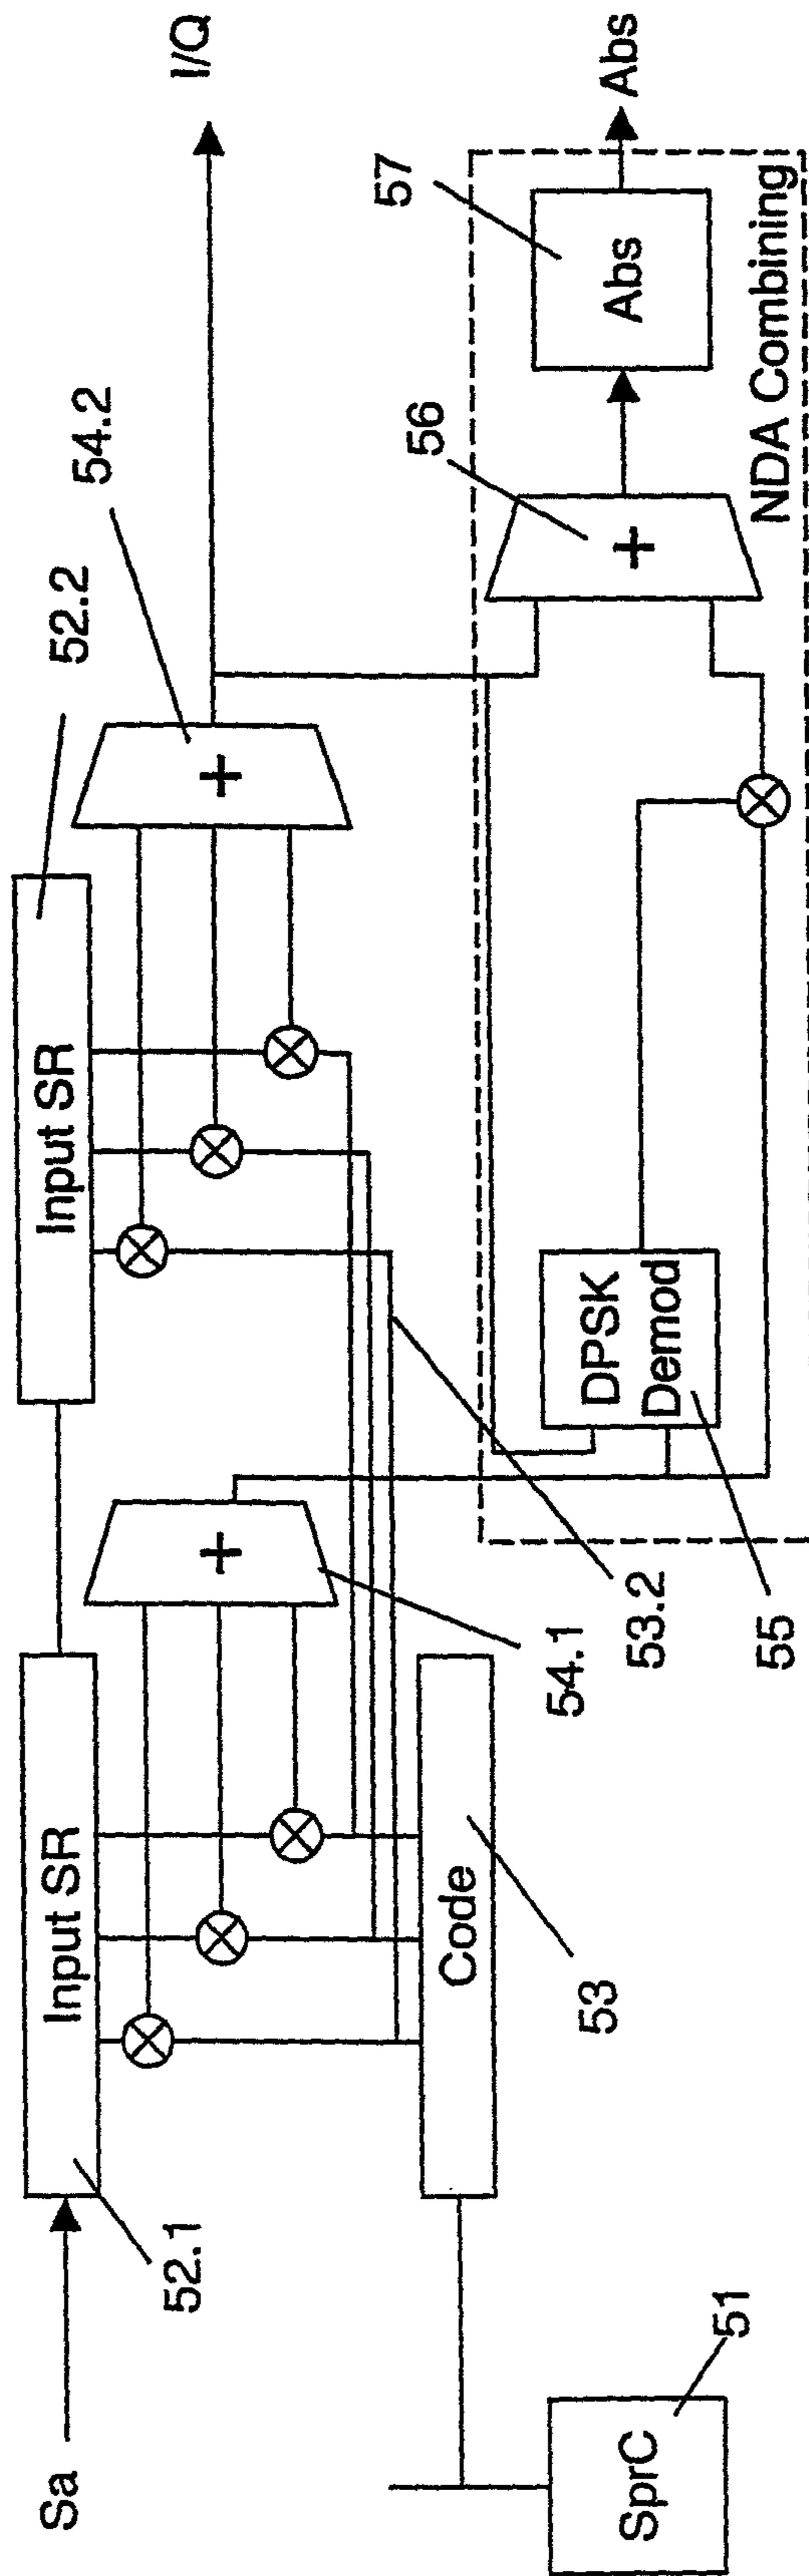 Sa
52.1
Input SR
Input SR
52.2
54.2
I/Q
+
+
54.1
53.2
Code
53
SprC
51
DPSK
Demod
55
+
56
Abs
57
Abs
NDA Combining